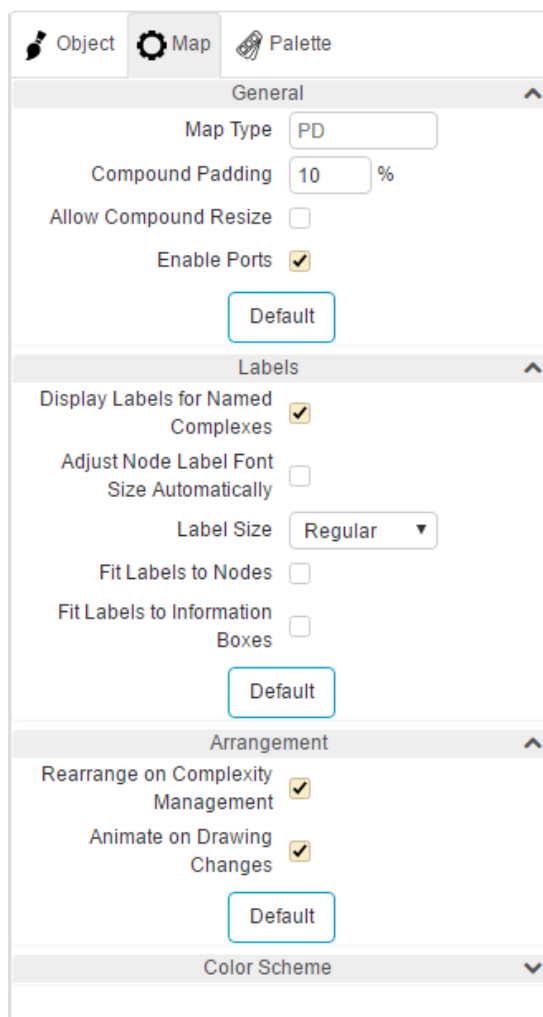 Object Map Palette
General
Map Type PD
Compound Padding 10 %
Allow Compound Resize
Enable Ports
Default
Labels
Display Labels for Named
Complexes
Adjust Node Label Font
Size Automatically
Label Size Regular
Fit Labels to Nodes
Fit Labels to Information
Boxes
Default
Arrangement
Rearrange on Complexity
Management
Animate on Drawing
Changes
Default
Color Scheme